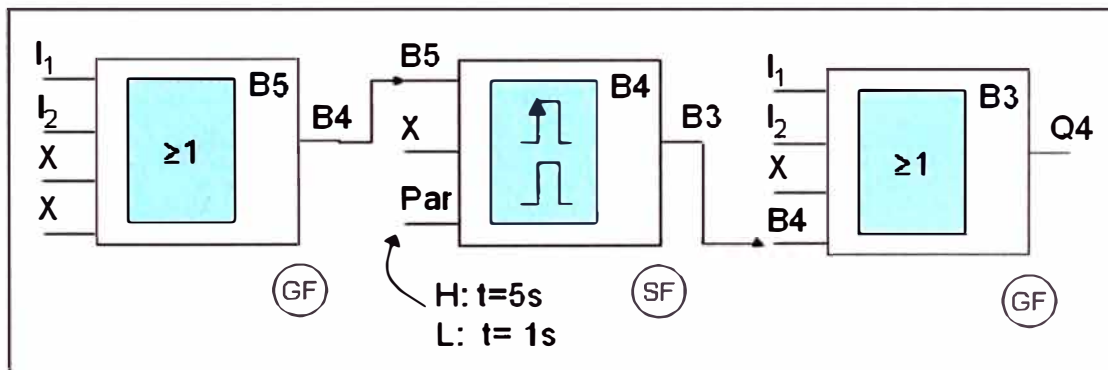 I₁
I₂
X
X
≥1
B5
B4
GF
B5
X
Par
B4
B3
H: t=5s
L: t= 1s
SF
I₁
I₂
X
B4
≥1
B3
Q4
GF